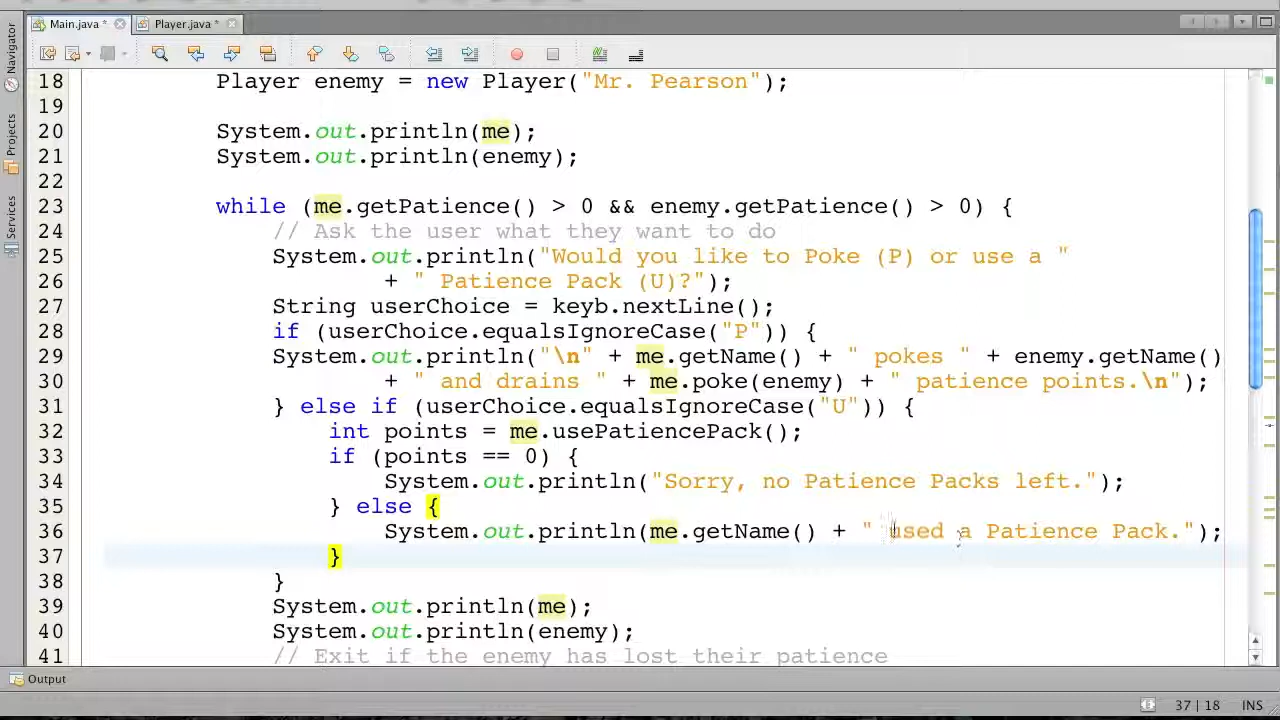 Main.java *
Player.java *
Navigator
Projects
Services
18 Player enemy = new Player("Mr. Pearson");
19
20 System.out.println(me);
21 System.out.println(enemy);
22
23 while (me.getPatience() > 0 && enemy.getPatience() > 0) {
24 // Ask the user what they want to do
25 System.out.println("Would you like to Poke (P) or use a "
26 + " Patience Pack (U)?");
27 String userChoice = keyb.nextLine();
28 if (userChoice.equalsIgnoreCase("P")) {
29 System.out.println("\n" + me.getName() + " pokes " + enemy.getName()
30 + " and drains " + me.poke(enemy) + " patience points.\n");
31 } else if (userChoice.equalsIgnoreCase("U")) {
32 int points = me.usePatiencePack();
33 if (points == 0) {
34 System.out.println("Sorry, no Patience Packs left.");
35 } else {
36 System.out.println(me.getName() + " used a Patience Pack.");
37 }
38 }
39 System.out.println(me);
40 System.out.println(enemy);
41 // Exit if the enemy has lost their patience
Output
37 | 18 INS